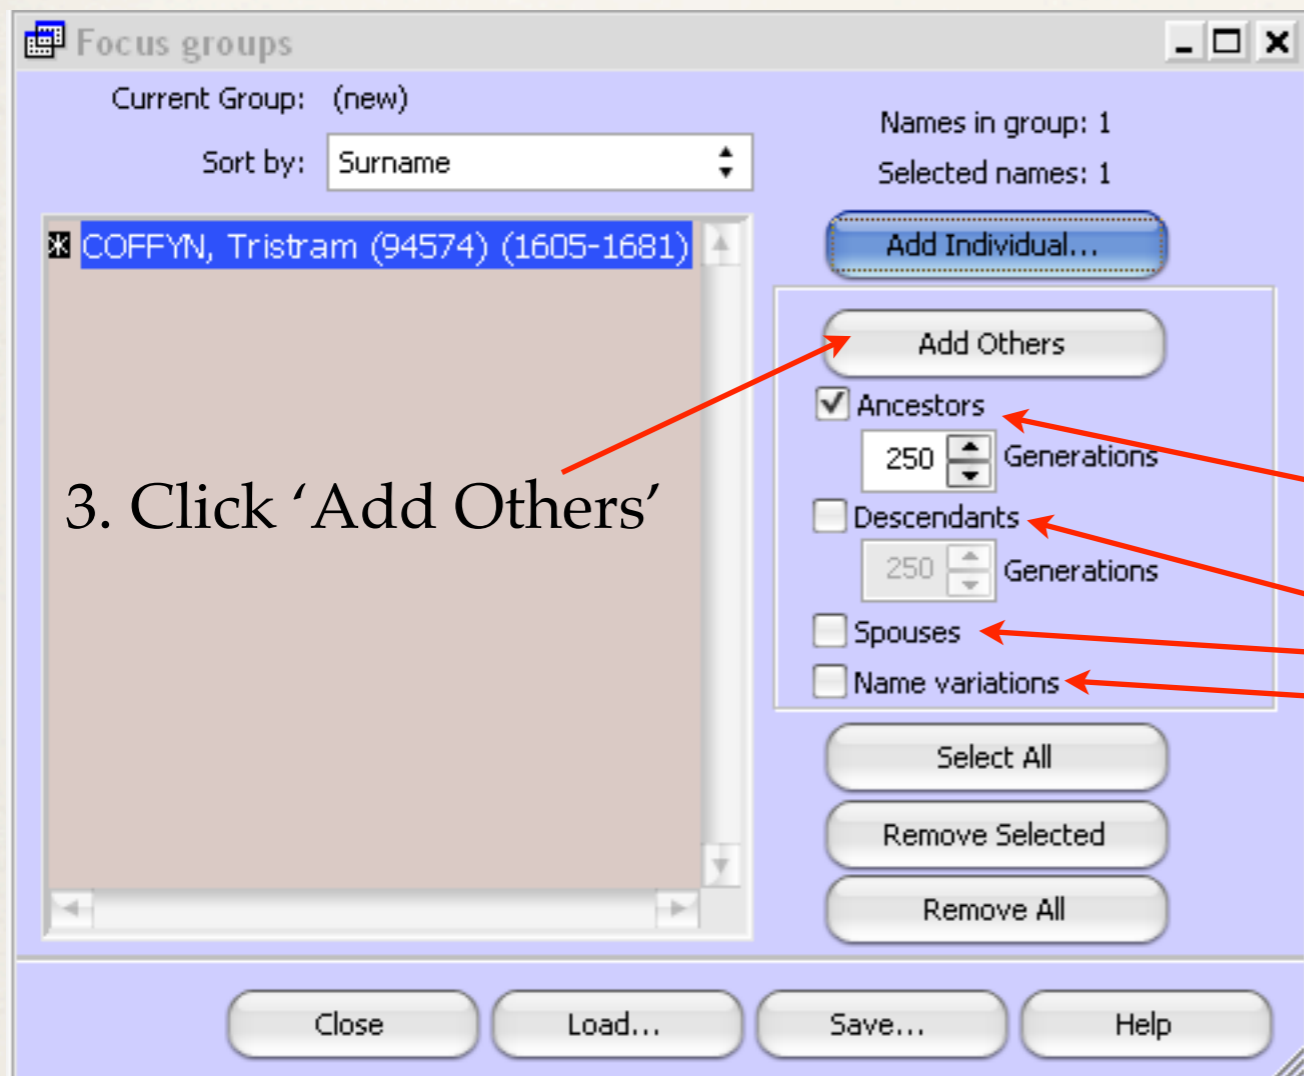 Focus groups
Current Group: (new)
Sort by: Surname
Names in group: 1
Selected names: 1
* COFFYN, Tristram (94574) (1605-1681)
Add Individual...
Add Others
Ancestors
250 Generations
3. Click ‘Add Others’
Descendants
250 Generations
Spouses
Name variations
Select All
Remove Selected
Remove All
Close Load... Save... Help